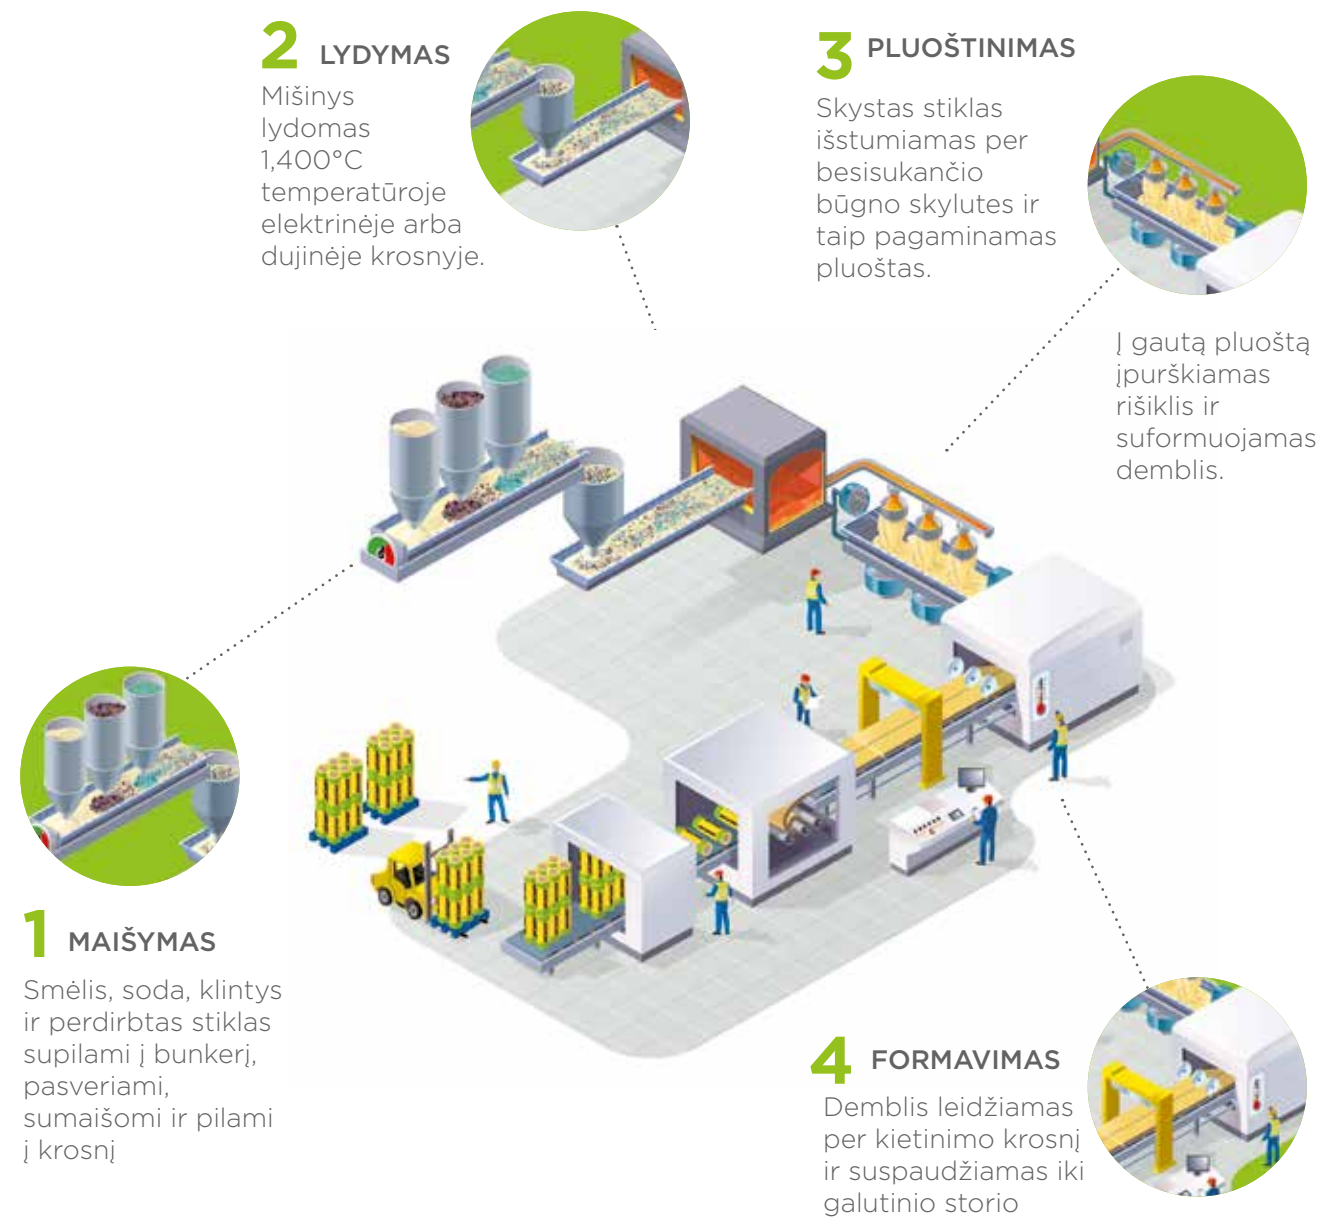 1 MAIŠYMAS
Smėlis, soda, klintys
ir perdirbtas stiklas
supilami į bunkerį,
pasveriami,
sumaišomi ir pilami
į krosnį
2 LYDYMAS
Mišinys
lydomas
1,400°C
temperatūroje
elektrinėje arba
dujinėje krosnyje.
3 PLUOŠTINIMAS
Skystas stiklas
išstumiamas per
besisukančio
būgno skylutes ir
taip pagaminamas
pluoštas.
Į gautą pluoštą
įpurškiamas
rišiklis ir
suformuojamas
demblis.
4 FORMAVIMAS
Demblis leidžiamas
per kietinimo krosnį
ir suspaudžiamas iki
galutinio storio